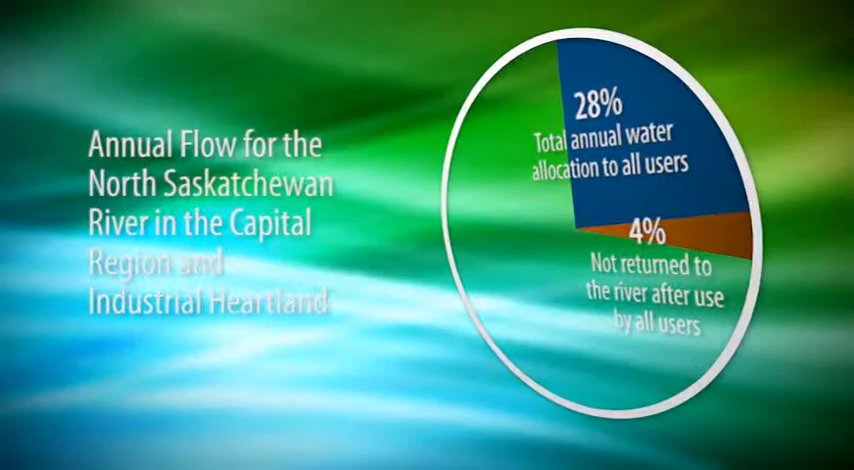 Annual Flow for the
North Saskatchewan
River in the Capital
Region and
Industrial Heartland
28%
Total annual water
allocation to all users
4%
Not returned to
the river after use
by all users